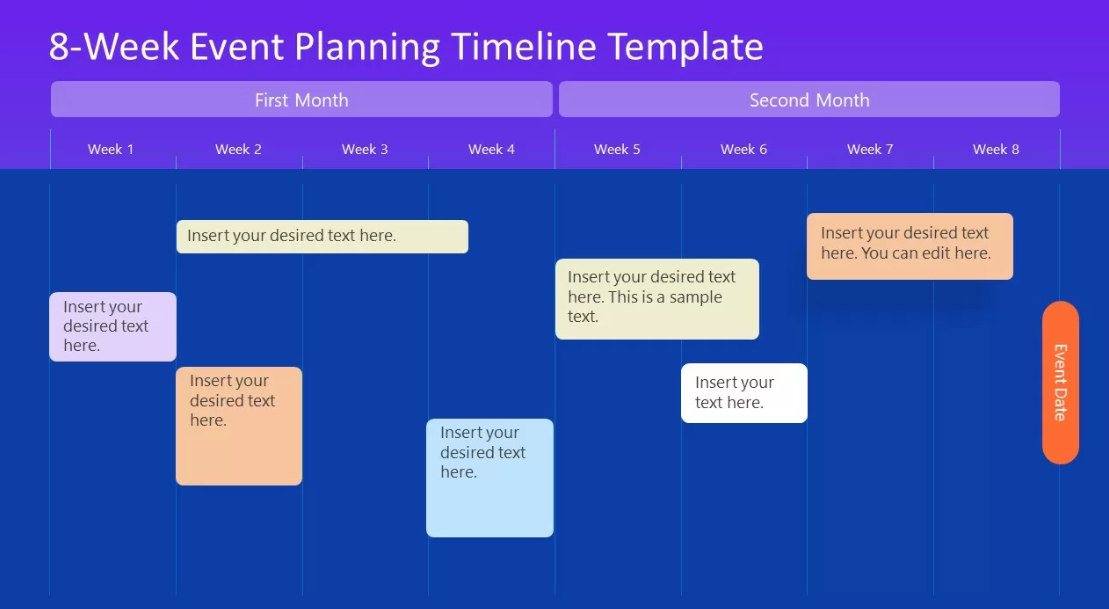 8-Week Event Planning Timeline Template
First Month
Second Month
Week 1
Week 2
Week 3
Week 4
Week 5
Week 6
Week 7
Week 8
Insert your desired text here.
Insert your desired text
here. You can edit here.
Insert your desired text
here. This is a sample
text.
Insert your
desired text
here.
Insert your
desired text
here.
Insert your
text here.
Insert your
desired text
here.
Event Date